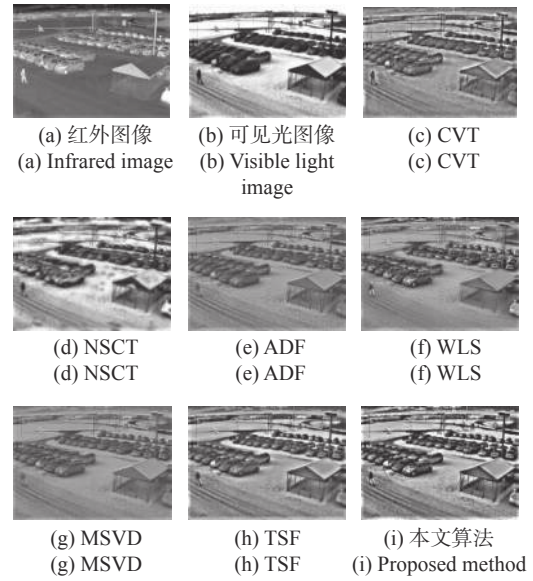 (a) 红外图像
(a) Infrared image
(b) 可见光图像
(b) Visible light
image
(c) CVT
(c) CVT
(d) NSCT
(d) NSCT
(e) ADF
(e) ADF
(f) WLS
(f) WLS
(g) MSVD
(g) MSVD
(h) TSF
(h) TSF
(i) 本文算法
(i) Proposed method